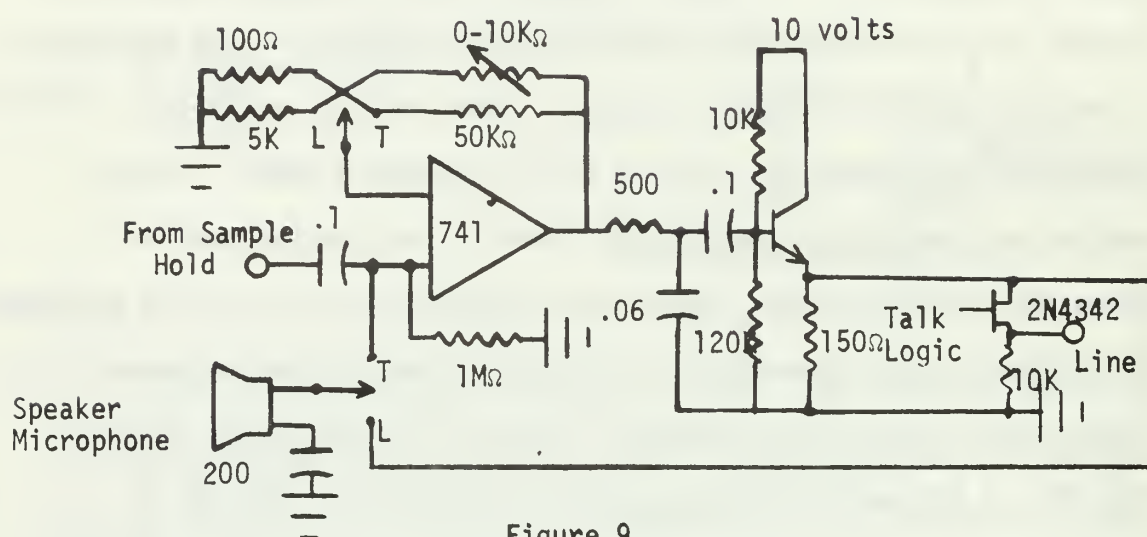 10 volts
100Ω
0-10KΩ
5K
L
T
50KΩ
10K
500
.1
741
From Sample
Hold
.1
.06
120K
150Ω
Talk
Logic
2N4342
Line
10K
1MΩ
T
L
Speaker
Microphone
200
Figure 9